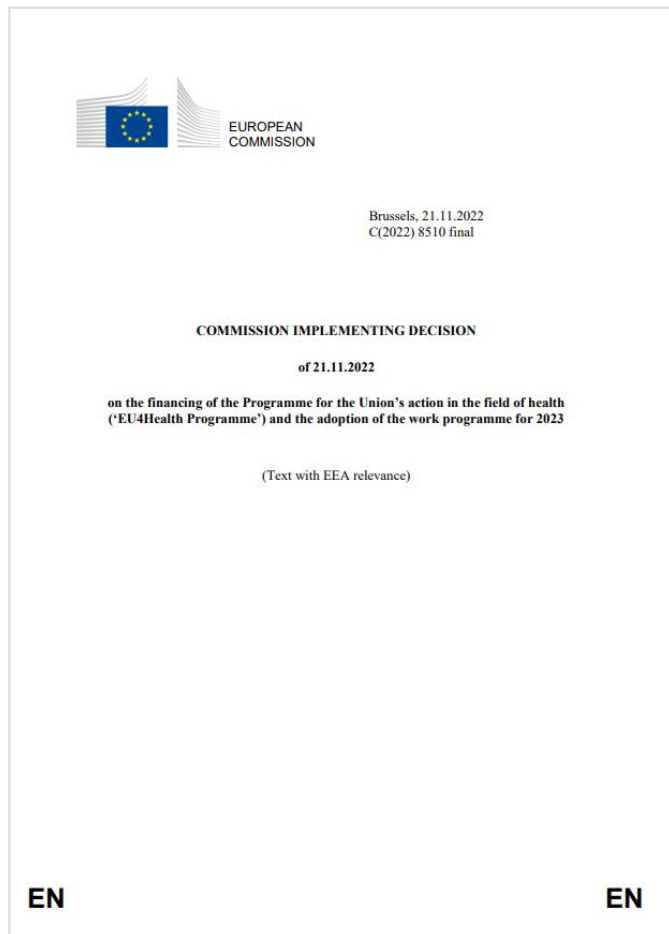 EUROPEAN
COMMISSION
Brussels, 21.11.2022
C(2022) 8510 final
COMMISSION IMPLEMENTING DECISION
of 21.11.2022
on the financing of the Programme for the Union’s action in the field of health
(‘EU4Health Programme’) and the adoption of the work programme for 2023
(Text with EEA relevance)
EN EN